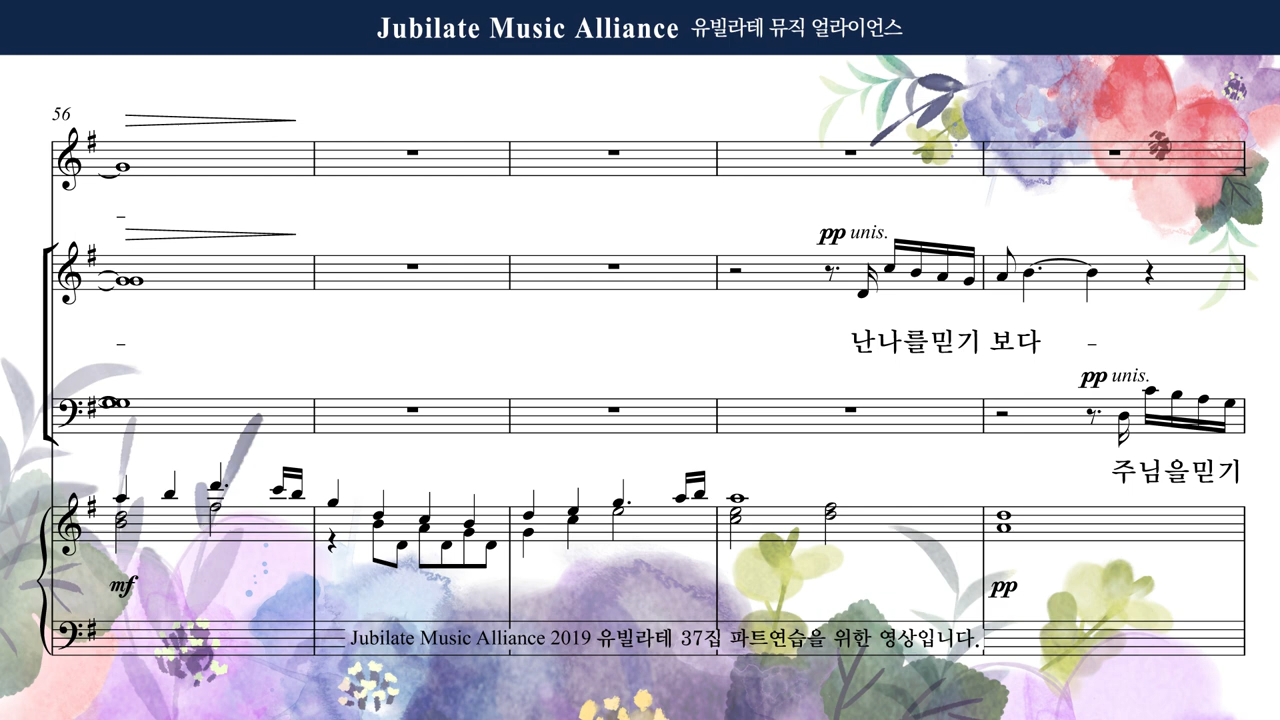 Jubilate Music Alliance 유빌라테 뮤직 얼라이언스
56
–
pp unis.
– 난나를믿기 보다 –
pp unis.
주님을믿기
mf pp
Jubilate Music Alliance 2019 유빌라테 37집 파트연습을 위한 영상입니다.